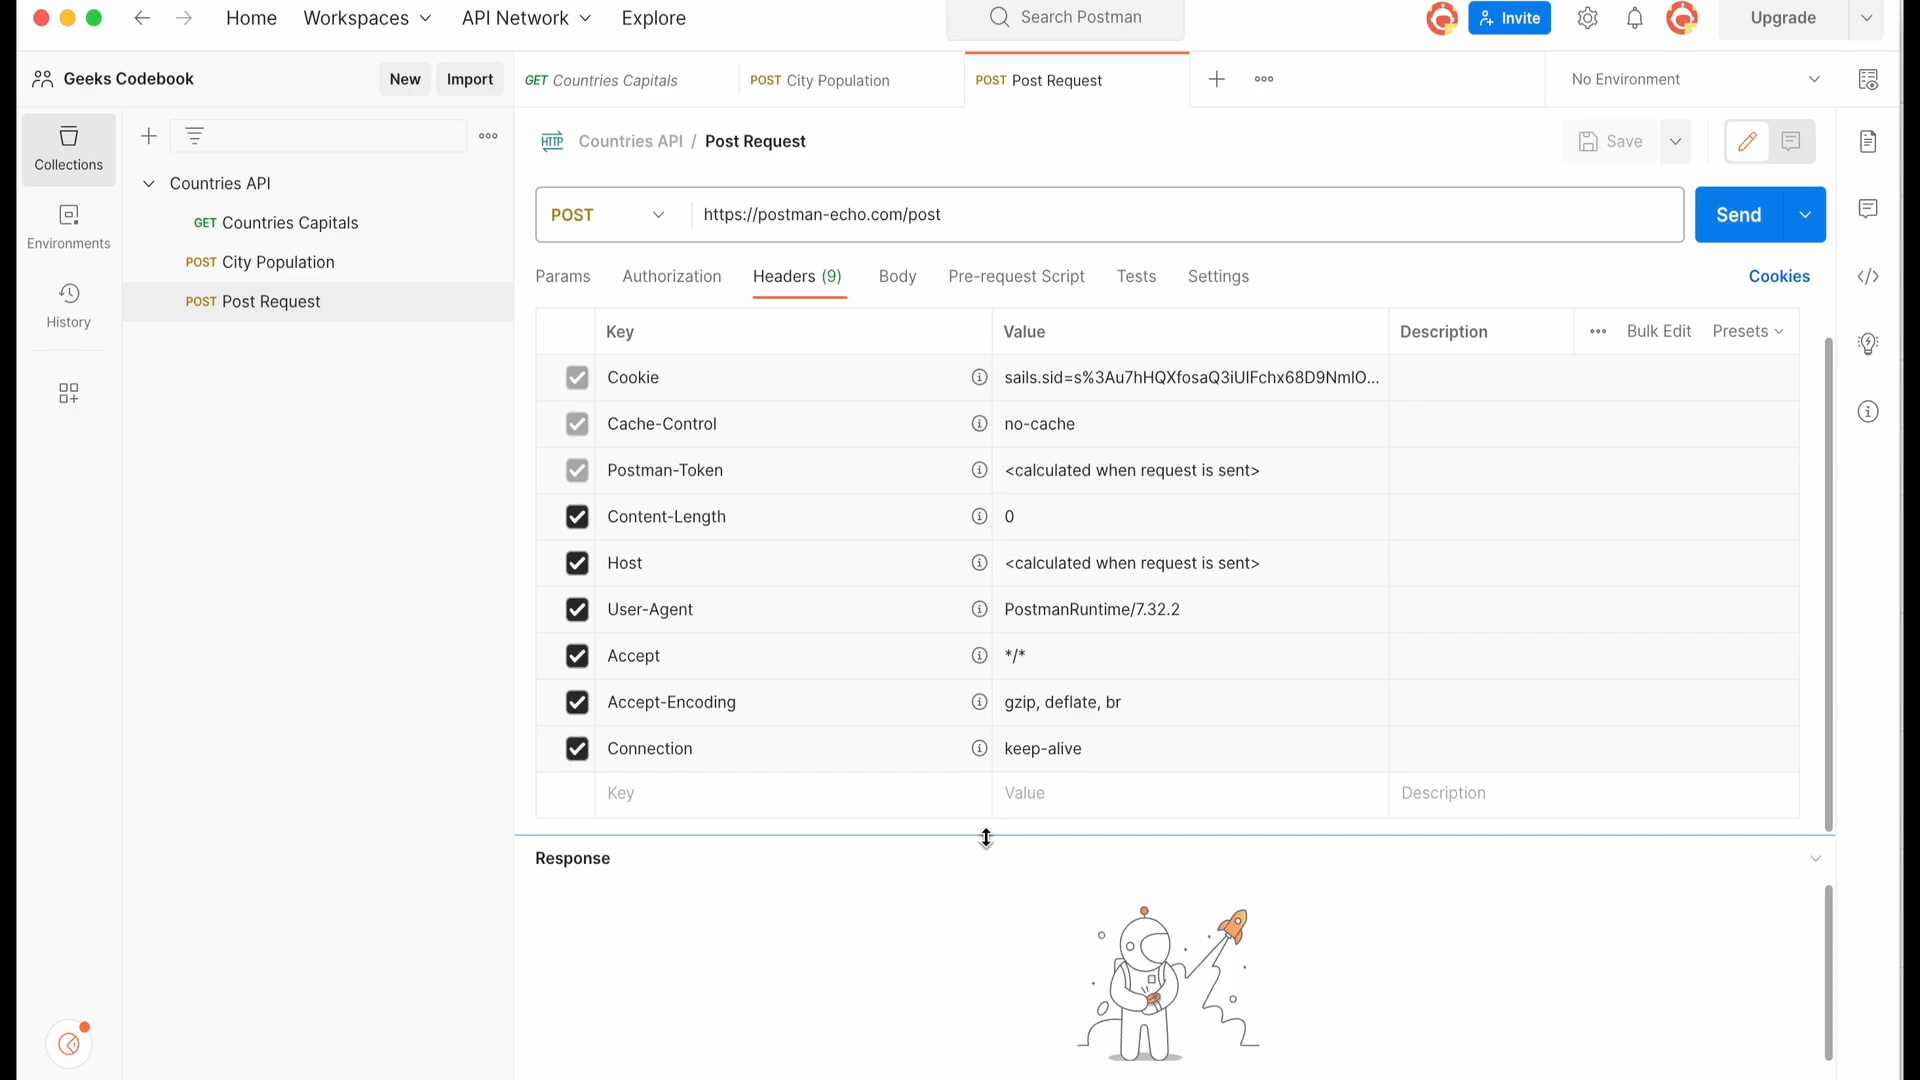 Home Workspaces API Network Explore Search Postman Invite Upgrade
Geeks Codebook New Import GET Countries Capitals POST City Population POST Post Request No Environment
Collections
Environments
History
Countries API
GET Countries Capitals
POST City Population
POST Post Request
HTTP Countries API / Post Request Save
POST https://postman-echo.com/post Send
Params Authorization Headers (9) Body Pre-request Script Tests Settings Cookies
Key Value Description Bulk Edit Presets
Cookie sails.sid=s%3Au7hHQXfosaQ3iUIFchx68D9NmlO...
Cache-Control no-cache
Postman-Token <calculated when request is sent>
Content-Length 0
Host <calculated when request is sent>
User-Agent PostmanRuntime/7.32.2
Accept */*
Accept-Encoding gzip, deflate, br
Connection keep-alive
Key Value Description
Response